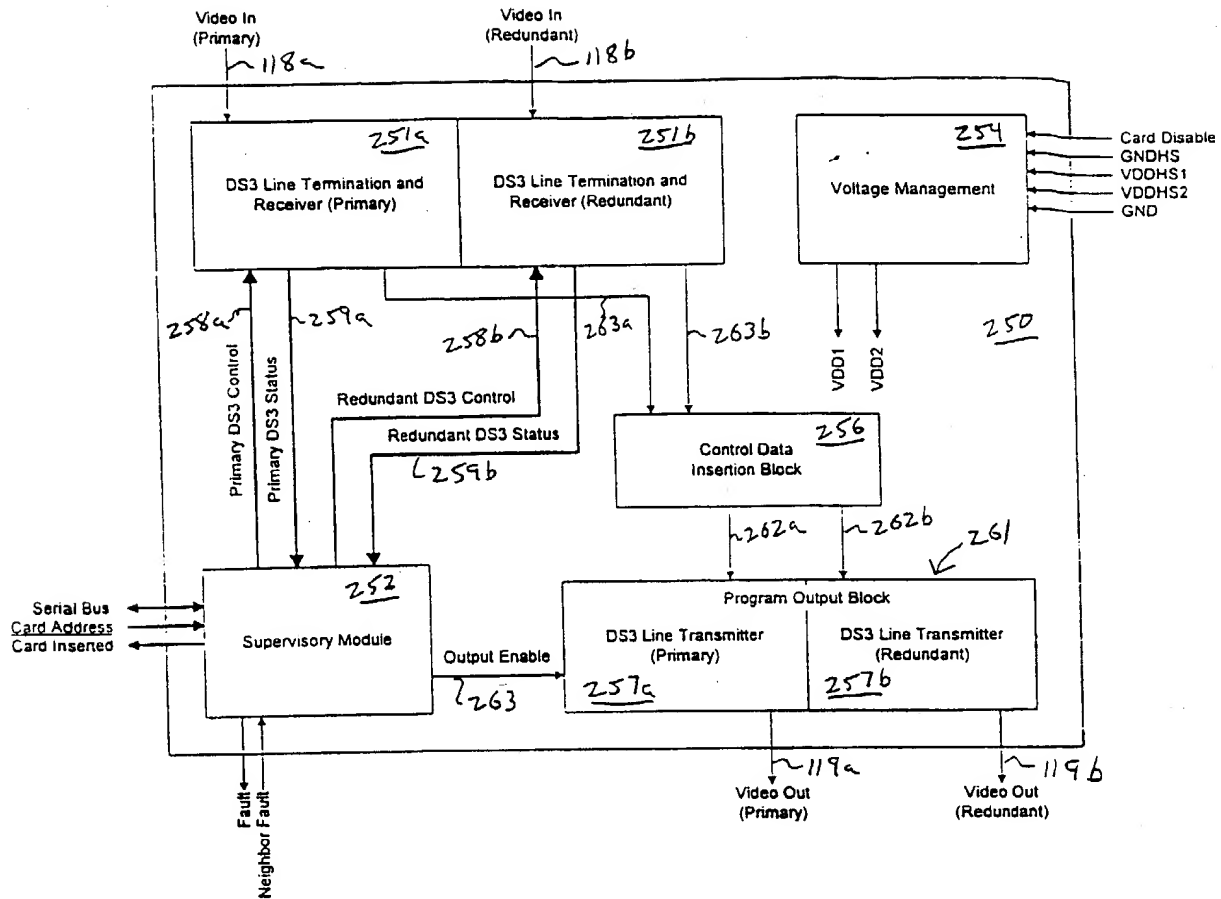 Video In
(Primary)
Video In
(Redundant)
118a
118b
251a
DS3 Line Termination and
Receiver (Primary)
251b
DS3 Line Termination and
Receiver (Redundant)
254
Voltage Management
Card Disable
GNDHS
VDDHS1
VDDHS2
GND
258a
259a
258b
263a
263b
250
VDD1
VDD2
Primary DS3 Control
Primary DS3 Status
Redundant DS3 Control
Redundant DS3 Status
259b
256
Control Data
Insertion Block
262a
262b
261
252
Supervisory Module
Serial Bus
Card Address
Card Inserted
Output Enable
263
Program Output Block
DS3 Line Transmitter
(Primary)
257a
DS3 Line Transmitter
(Redundant)
257b
Fault
Neighbor Fault
119a
119b
Video Out
(Primary)
Video Out
(Redundant)